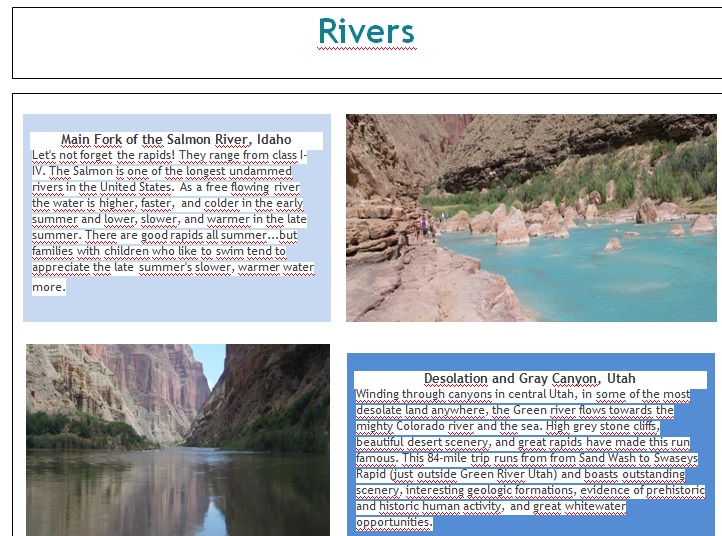 Rivers
Main Fork of the Salmon River, Idaho
Let's not forget the rapids! They range from class I-
IV. The Salmon is one of the longest undammed
rivers in the United States. As a free flowing river
the water is higher, faster, and colder in the early
summer and lower, slower, and warmer in the late
summer. There are good rapids all summer...but
families with children who like to swim tend to
appreciate the late summer's slower, warmer water
more.
Desolation and Gray Canyon, Utah
Winding through canyons in central Utah, in some of the most
desolate land anywhere, the Green river flows towards the
mighty Colorado river and the sea. High grey stone cliffs,
beautiful desert scenery, and great rapids have made this run
famous. This 84-mile trip runs from from Sand Wash to Swaseys
Rapid (just outside Green River Utah) and boasts outstanding
scenery, interesting geologic formations, evidence of prehistoric
and historic human activity, and great whitewater
opportunities.